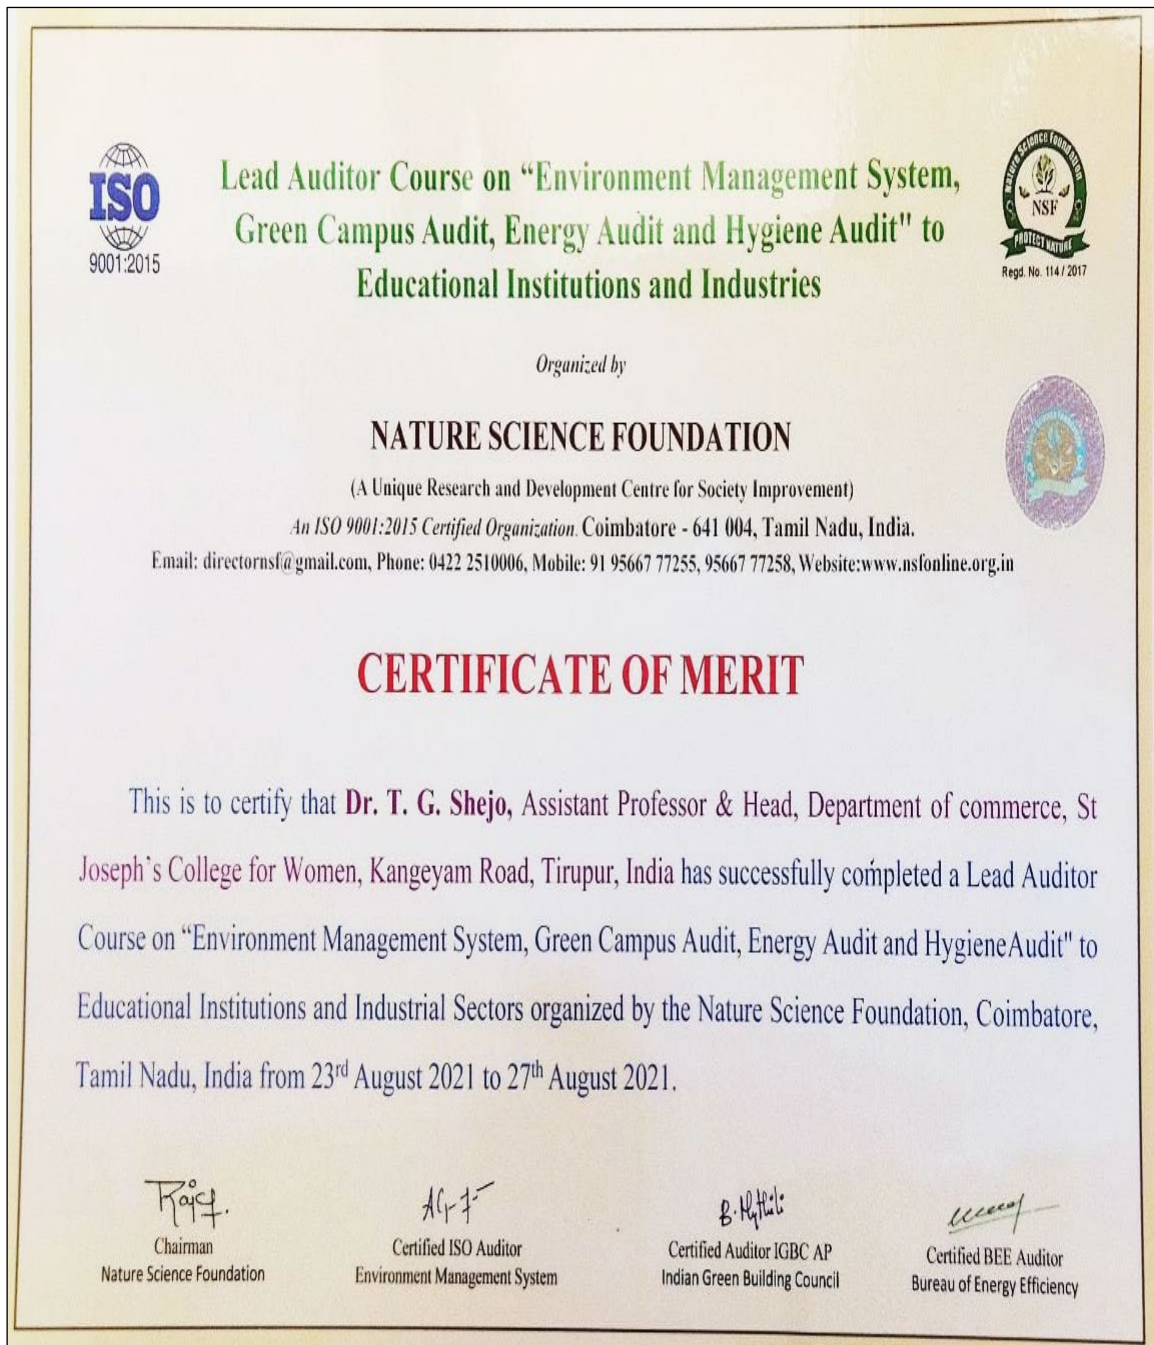 ISO
9001:2015
Lead Auditor Course on “Environment Management System,
Green Campus Audit, Energy Audit and Hygiene Audit" to
Educational Institutions and Industries
Nature Science Foundation
NSF
PROTECT NATURE
Regd. No. 114 / 2017
Organized by
NATURE SCIENCE FOUNDATION
(A Unique Research and Development Centre for Society Improvement)
An ISO 9001:2015 Certified Organization. Coimbatore - 641 004, Tamil Nadu, India.
Email: directornsf@gmail.com, Phone: 0422 2510006, Mobile: 91 95667 77255, 95667 77258, Website:www.nsfonline.org.in
CERTIFICATE OF MERIT
This is to certify that Dr. T. G. Shejo, Assistant Professor & Head, Department of commerce, St
Joseph`s College for Women, Kangeyam Road, Tirupur, India has successfully completed a Lead Auditor
Course on “Environment Management System, Green Campus Audit, Energy Audit and HygieneAudit" to
Educational Institutions and Industrial Sectors organized by the Nature Science Foundation, Coimbatore,
Tamil Nadu, India from 23rd August 2021 to 27th August 2021.
B. Mythili
Chairman
Nature Science Foundation
Certified ISO Auditor
Environment Management System
Certified Auditor IGBC AP
Indian Green Building Council
Certified BEE Auditor
Bureau of Energy Efficiency